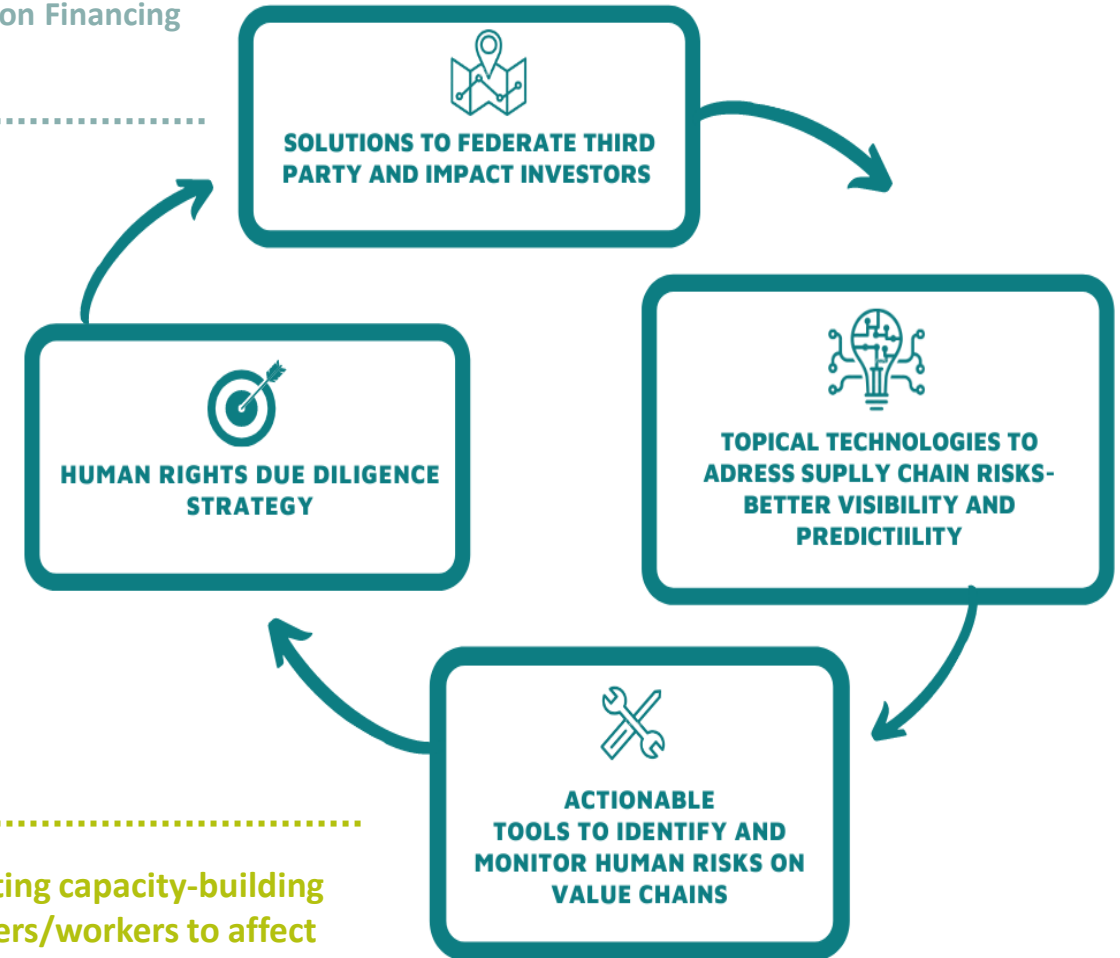 on Financing
SOLUTIONS TO FEDERATE THIRD
PARTY AND IMPACT INVESTORS
TOPICAL TECHNOLOGIES TO
ADRESS SUPLLY CHAIN RISKS-
BETTER VISIBILITY AND
PREDICTIILITY
HUMAN RIGHTS DUE DILIGENCE
STRATEGY
ACTIONABLE
TOOLS TO IDENTIFY AND
MONITOR HUMAN RISKS ON
VALUE CHAINS
ting capacity-building
ers/workers to affect